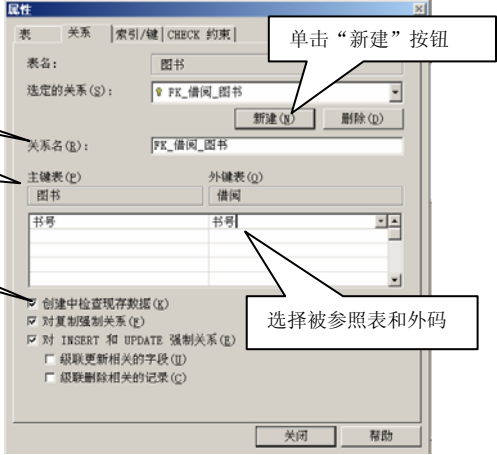 属性
表 关系 索引/键 CHECK 约束
单击“新建”按钮
表名: 图书
选定的关系(S): FK_借阅_图书
新建(N) 删除(D)
关系名(R): FK_借阅_图书
主键表(P) 外键表(O)
图书 借阅
书号 书号
创建中检查现存数据(K)
选择被参照表和外码
对复制强制关系(P)
对 INSERT 和 UPDATE 强制关系(E)
级联更新相关的字段(U)
级联删除相关的记录(C)
关闭 帮助